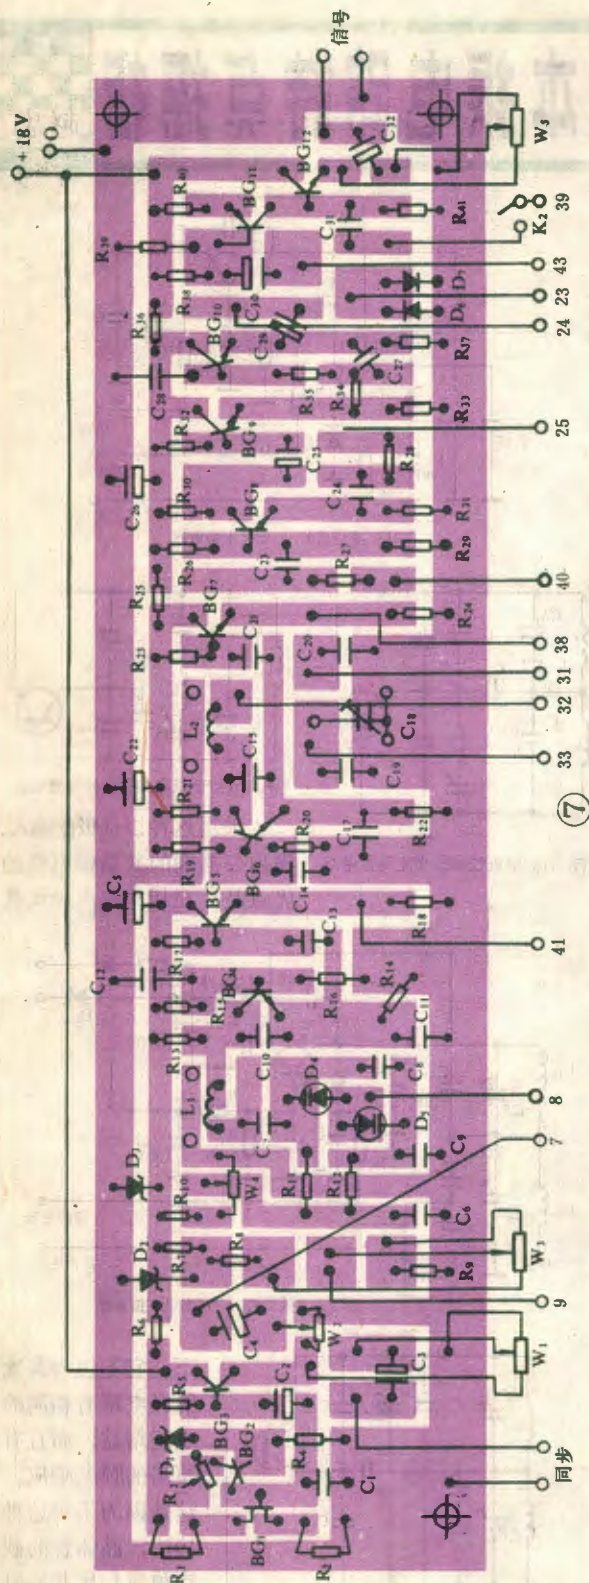 信号
+18V
O
C32
W5
BG12
R40
BG11
R39
C31
R41
K2
39
R38
C30
43
D7
23
R36
BG10
C29
D6
24
C28
R35
R34
C27
R37
R32
BG9
R33
25
C26
C25
R28
R30
BG8
C24
R31
R26
C23
R27
R29
40
R25
BG7
R24
R23
C21
C20
38
31
L2
32
C22
C15
C18
33
R21
C19
⑦
R19
BG6
R20
C17
R22
C14
C5
BG5
C13
R18
41
C12
R17
BG4
R16
R14
R15
C11
R13
C10
D4
C8
8
L1
C7
D5
7
D3
R10
W4
R11
R12
C9
C6
D2
R7
R8
R9
W3
9
R6
C4
W2
R5
BG3
C2
C3
W1
D1
BG2
R4
同步
R3
C1
BG1
R1
R2